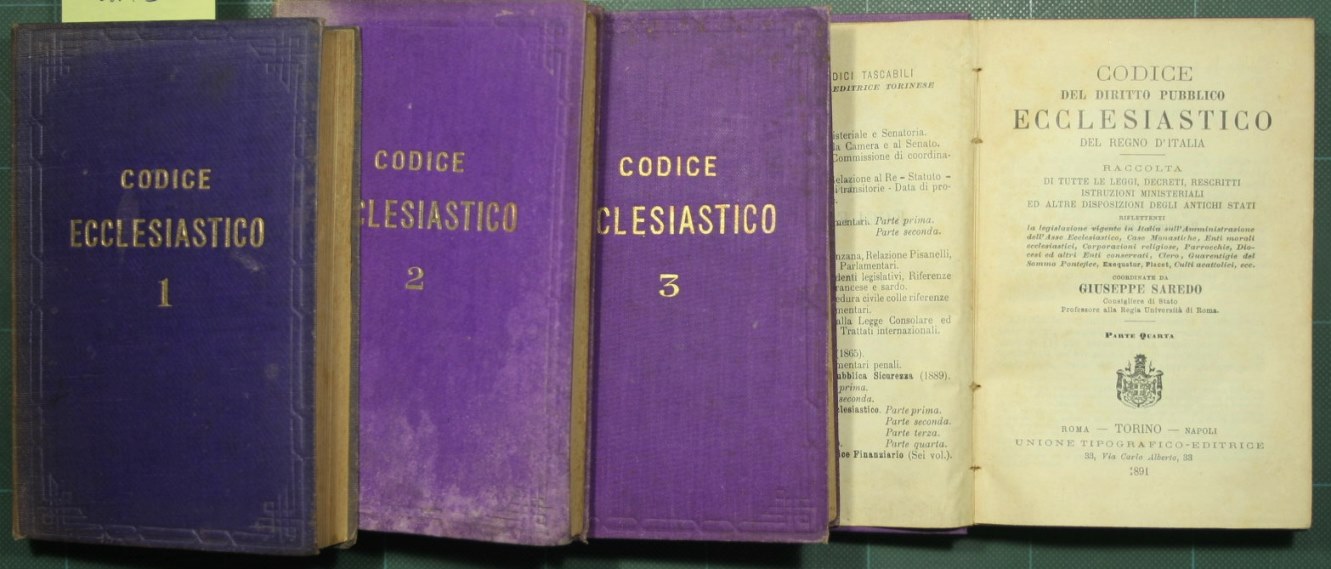 CODICE
ECCLESIASTICO
1
CODICE
CLESIASTICO
2
CODICE
CLESIASTICO
3
DICI TASCABILI
EDITRICE TORINESE
isteriale e Senatoria.
la Camera e al Senato.
Commissione di coordina-
elazione al Re - Statuto -
i transitorie - Data di pro-
mentari. Parte prima.
Parte seconda.
nzana, Relazione Pisanelli,
Parlamentari.
denti legislativi, Riferenze
rancese e sardo.
edura civile colle riferenze
mentari.
alla Legge Consolare ed
Trattati internazionali.
(1865).
mentari penali.
ubblica Sicurezza (1889).
prima.
seconda.
lesiastico. Parte prima.
Parte seconda.
Parte terza.
Parte quarta.
ice Finanziario (Sei vol.).
CODICE
DEL DIRITTO PUBBLICO
ECCLESIASTICO
DEL REGNO D'ITALIA
RACCOLTA
DI TUTTE LE LEGGI, DECRETI, RESCRITTI
ISTRUZIONI MINISTERIALI
ED ALTRE DISPOSIZIONI DEGLI ANTICHI STATI
RIFLETTENTI
la legislazione vigente in Italia sull'Amministrazione
dell'Asse Ecclesiastico, Case Monastiche, Enti morali
ecclesiastici, Corporazioni religiose, Parrocchie, Dio-
cesi ed altri Enti conservati, Clero, Guarentigie del
Sommo Pontefice, Exequatur, Placet, Culti acattolici, ecc.
COORDINATE DA
GIUSEPPE SAREDO
Consigliere di Stato
Professore alla Regia Università di Roma.
PARTE QUARTA
ROMA — TORINO — NAPOLI
UNIONE TIPOGRAFICO-EDITRICE
33, Via Carlo Alberto, 33
1891